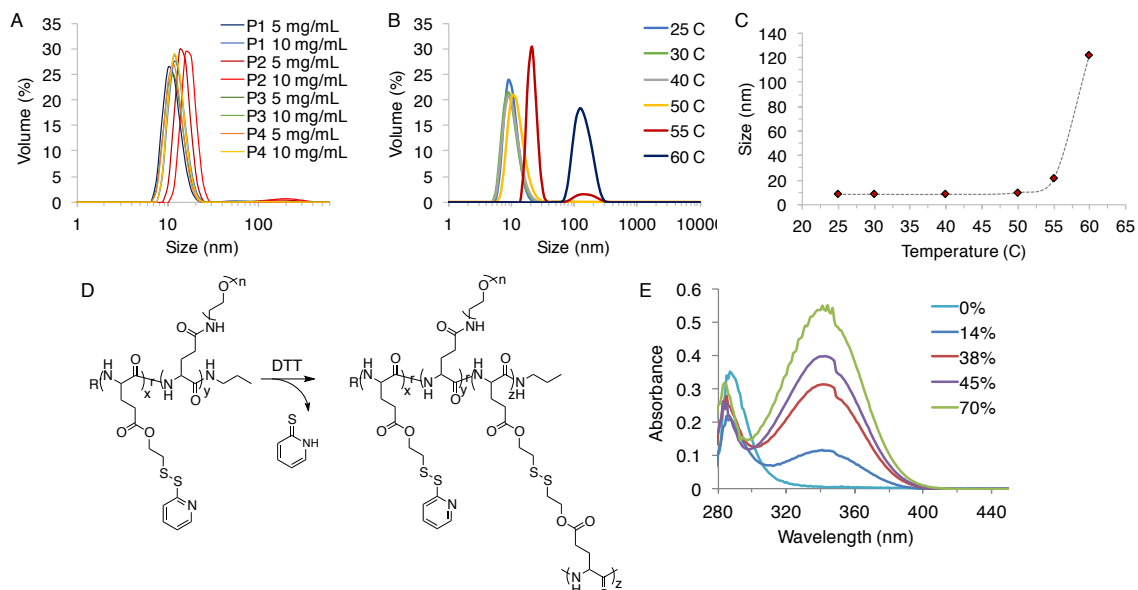 A
35
30
25
20
15
10
5
0
Volume (%)
1
10
100
Size (nm)
P1 5 mg/mL
P1 10 mg/mL
P2 5 mg/mL
P2 10 mg/mL
P3 5 mg/mL
P3 10 mg/mL
P4 5 mg/mL
P4 10 mg/mL
B
35
30
25
20
15
10
5
0
Volume (%)
1
10
100
1000
10000
Size (nm)
25 C
30 C
40 C
50 C
55 C
60 C
C
140
120
100
80
60
40
20
0
Size (nm)
20 25 30 35 40 45 50 55 60 65
Temperature (C)
D
O n
O NH
R H N O x r H N y O H N
O O
S S
N
DTT
S
NH
O n
O NH
R H N O x r H N O y r H N z O H N
O O
S S
N
O O
S S
O O
N H O z
E
0.6
0.5
0.4
0.3
0.2
0.1
0
Absorbance
280 320 360 400 440
Wavelength (nm)
0%
14%
38%
45%
70%